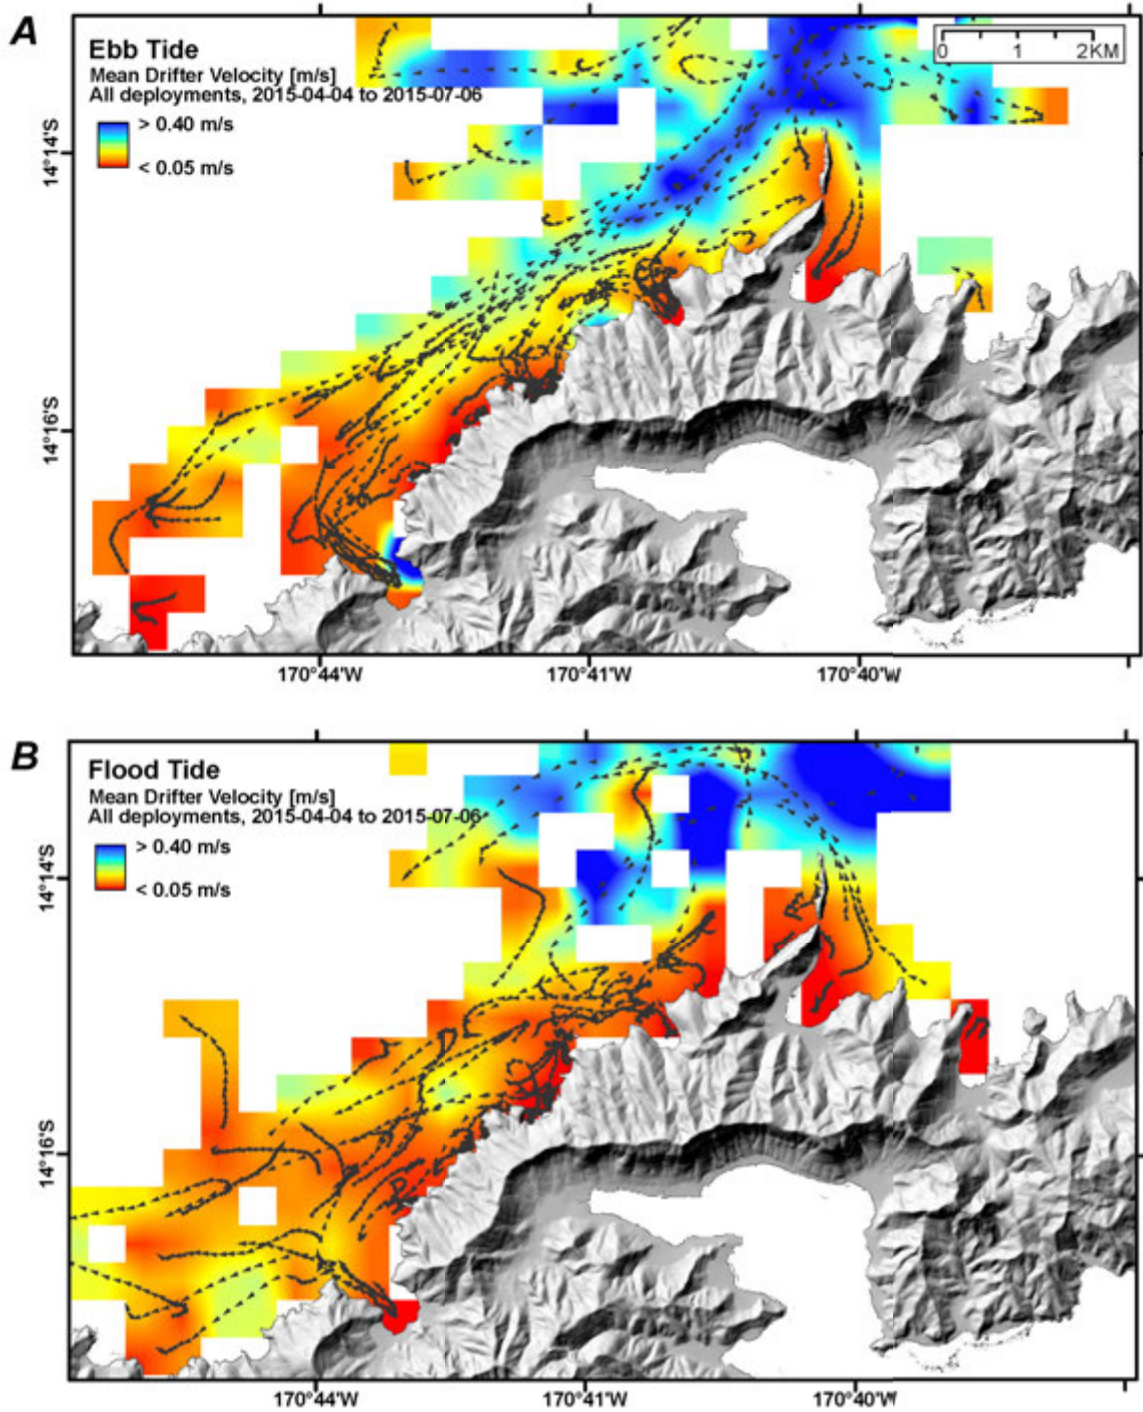 A
Ebb Tide
Mean Drifter Velocity [m/s]
All deployments, 2015-04-04 to 2015-07-06
> 0.40 m/s
< 0.05 m/s
0 1 2KM
14°14'S
14°16'S
170°44'W 170°41'W 170°40'W
B
Flood Tide
Mean Drifter Velocity [m/s]
All deployments, 2015-04-04 to 2015-07-06
> 0.40 m/s
< 0.05 m/s
14°14'S
14°16'S
170°44'W 170°41'W 170°40'W